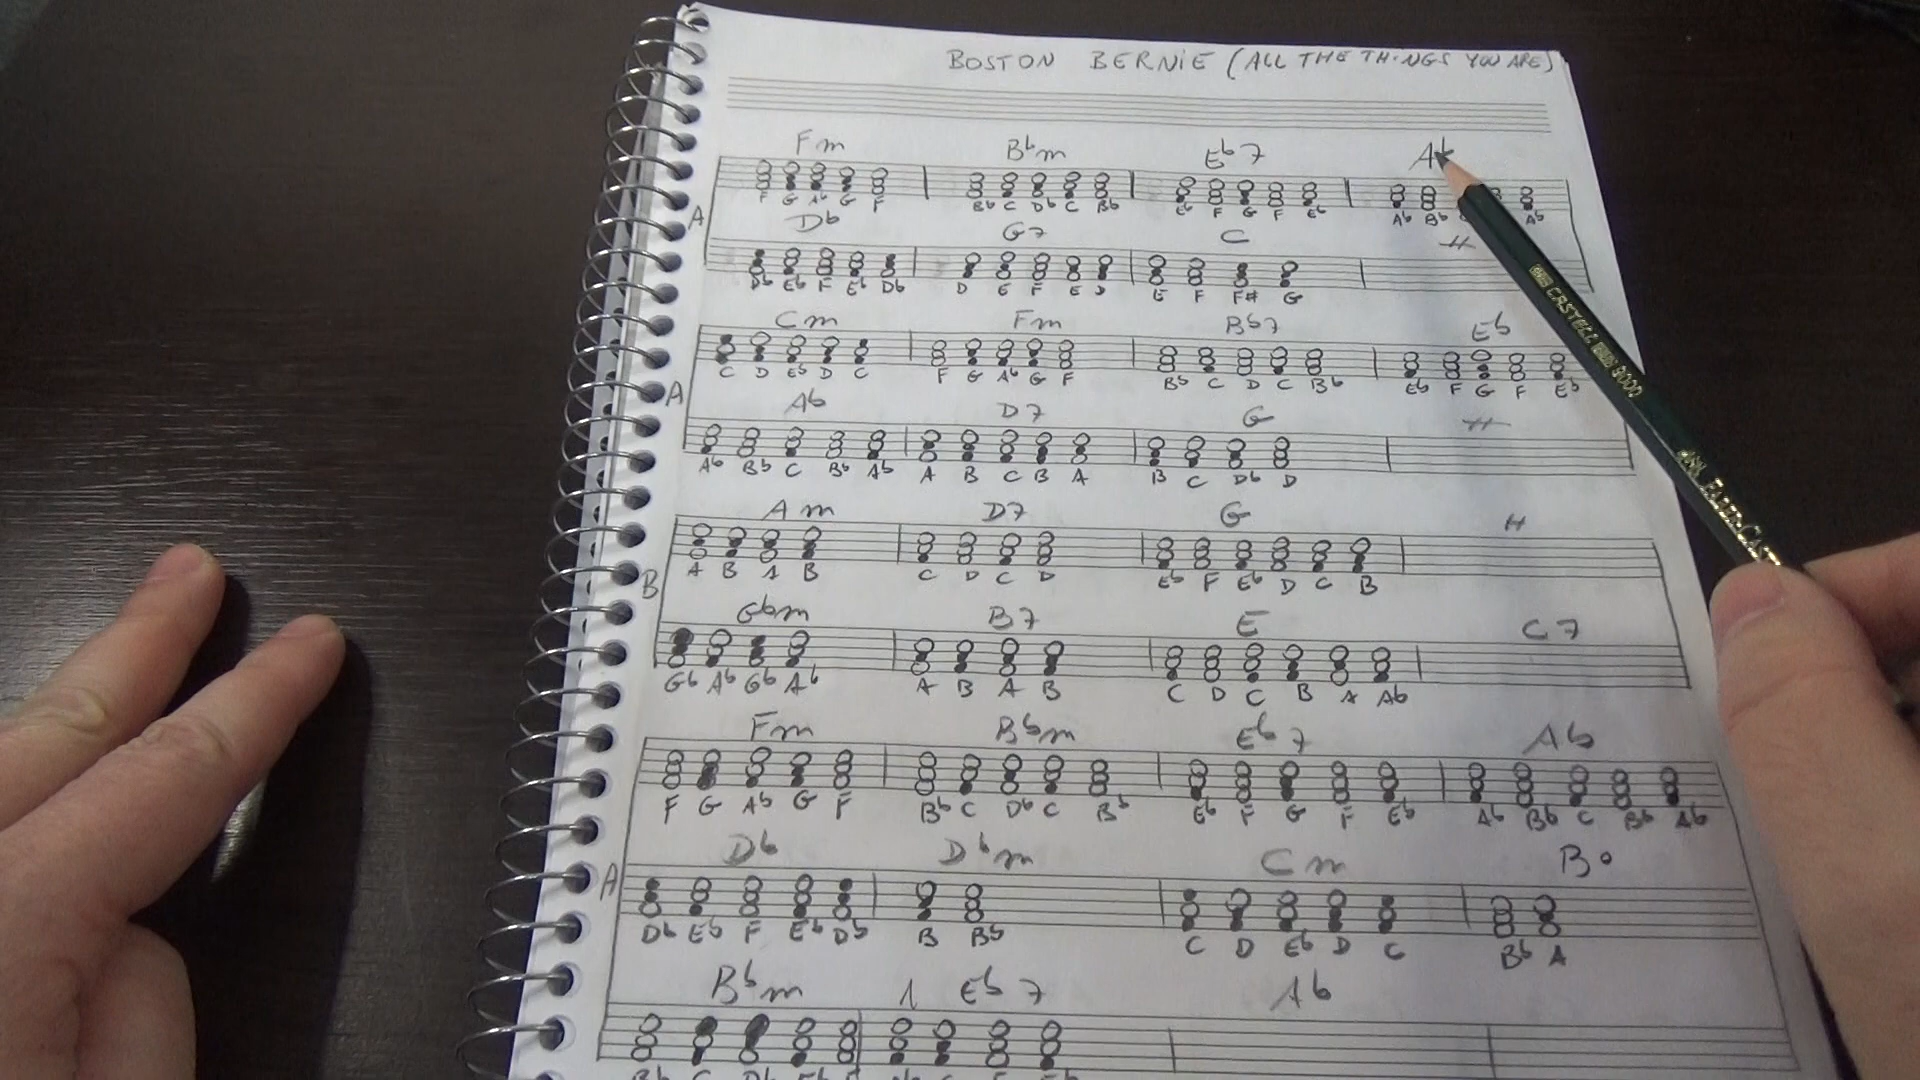 BOSTON BERNIE (ALL THE THINGS YOU ARE)
Fm Bbm Eb7 Ab
F G Ab G F Bb C Db C Bb Eb F G F Eb Ab Bb Ab
A
Db G7 C
Db Eb F Eb Db D E F E D E F F# G
Cm Fm Bb7 Eb
C D Eb D C F G Ab G F Bb C D C Bb Eb F G F Eb
A
Ab D7 G
Ab Bb C Bb Ab A B C B A B C Db D
Am D7 G
A B A B C D C D Eb F Eb D C B
B
Gbm B7 E C7
Gb Ab Gb Ab A B A B C D C B A Ab
Fm Bbm Eb7 Ab
F G Ab G F Bb C Db C Bb Eb F G F Eb Ab Bb C Bb Ab
A
Db Dbm Cm B°
Db Eb F Eb Db B Bb C D Eb D C Bb A
Bbm Eb7 Ab
CASTELL 9000